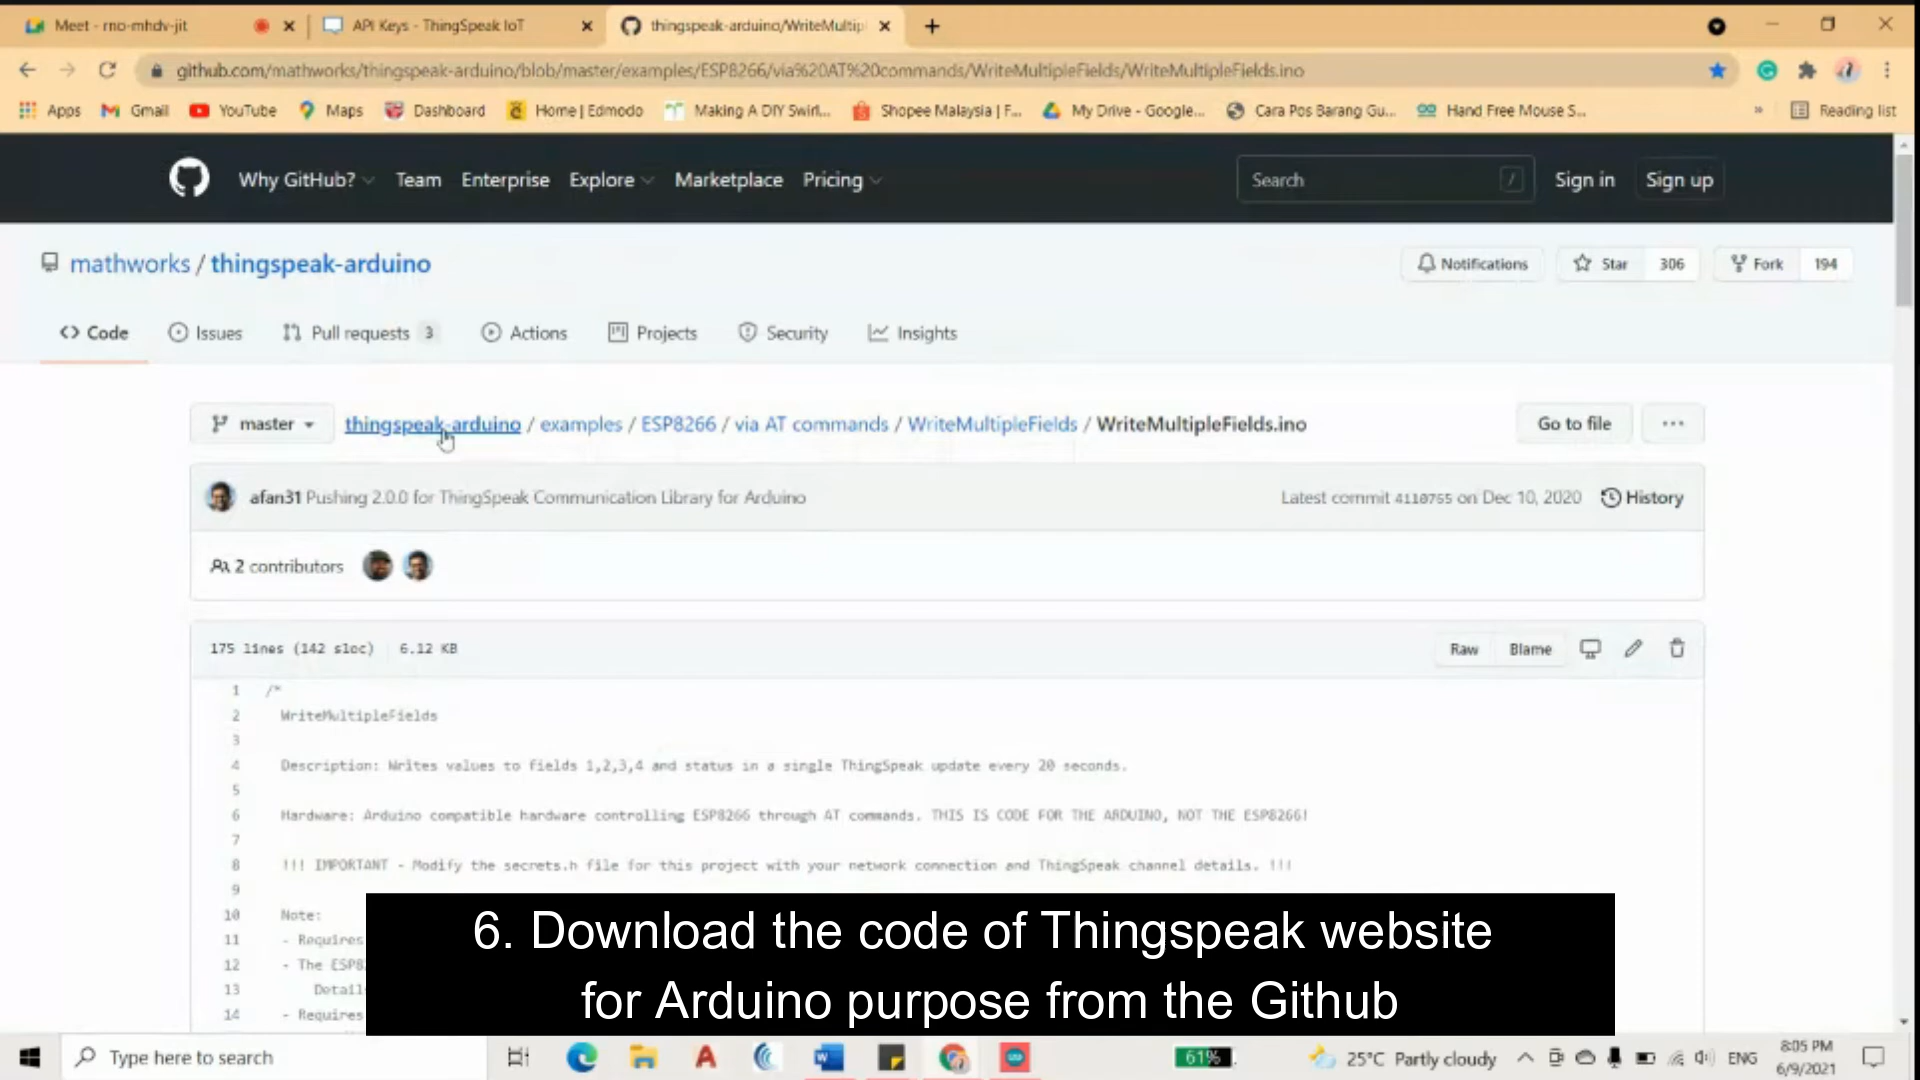 Meet - rno-mhdv-jit
API Keys - ThingSpeak IoT
thingspeak-arduino/WriteMultip
github.com/mathworks/thingspeak-arduino/blob/master/examples/ESP8266/via%20AT%20commands/WriteMultipleFields/WriteMultipleFields.ino
Apps Gmail YouTube Maps Dashboard Home | Edmodo Making A DIY Swirl... Shopee Malaysia | F... My Drive - Google... Cara Pos Barang Gu... Hand Free Mouse S... » Reading list
Why GitHub? Team Enterprise Explore Marketplace Pricing Search / Sign in Sign up
mathworks / thingspeak-arduino
Notifications Star 306 Fork 194
Code Issues Pull requests 3 Actions Projects Security Insights
master thingspeak-arduino / examples / ESP8266 / via AT commands / WriteMultipleFields / WriteMultipleFields.ino Go to file ...
afan31 Pushing 2.0.0 for ThingSpeak Communication Library for Arduino Latest commit 4110755 on Dec 10, 2020 History
2 contributors
175 lines (142 sloc) 6.12 KB Raw Blame
1 /*
2 WriteMultipleFields
3
4 Description: Writes values to fields 1,2,3,4 and status in a single ThingSpeak update every 20 seconds.
5
6 Hardware: Arduino compatible hardware controlling ESP8266 through AT commands. THIS IS CODE FOR THE ARDUINO, NOT THE ESP8266!
7
8 !!! IMPORTANT - Modify the secrets.h file for this project with your network connection and ThingSpeak channel details. !!!
9
10 Note:
11 - Requires
12 - The ESP8
13 Detail
14 - Requires
6. Download the code of Thingspeak website
for Arduino purpose from the Github
Type here to search
61%
25°C Partly cloudy
ENG
8:05 PM
6/9/2021